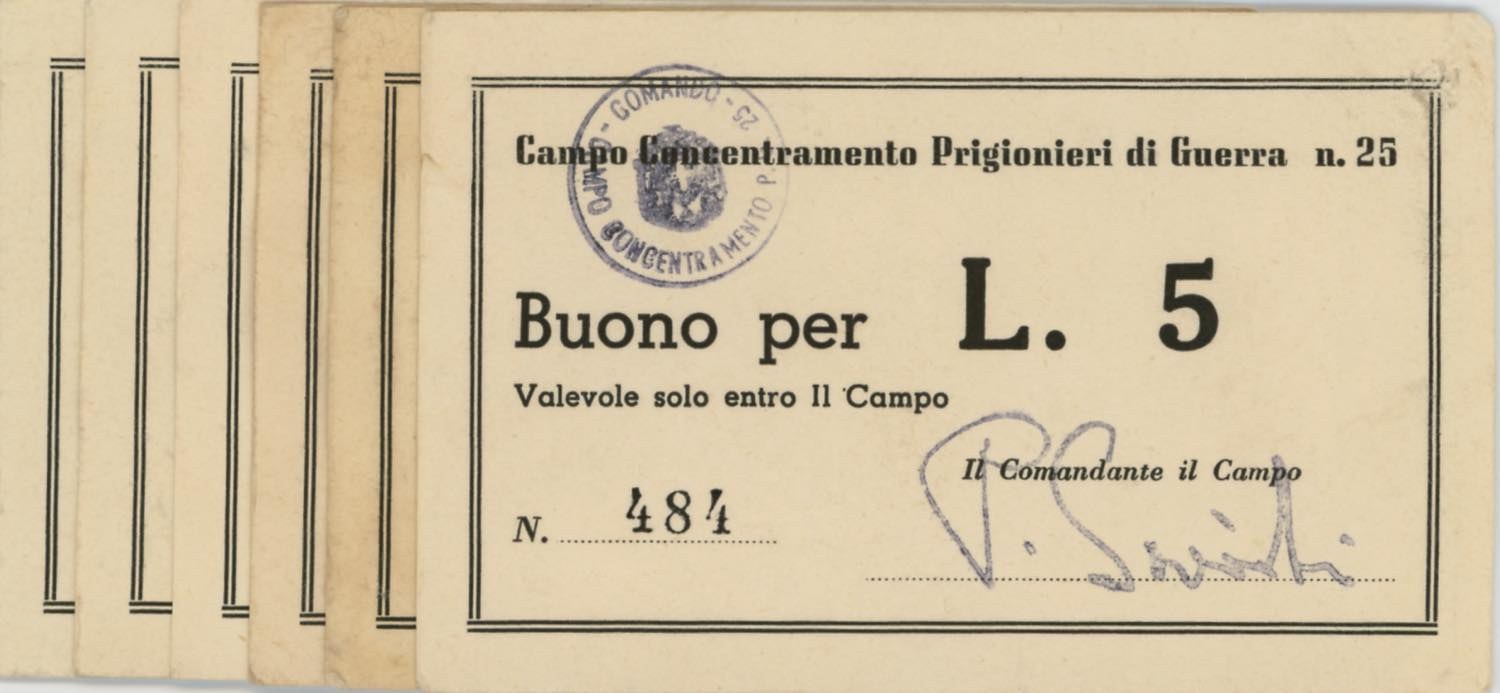 Campo Concentramento Prigionieri di Guerra n. 25
COMANDO - 25
CAMPO CONCENTRAMENTO P.
Buono per L. 5
Valevole solo entro Il Campo
Il Comandante il Campo
N. 484
P.